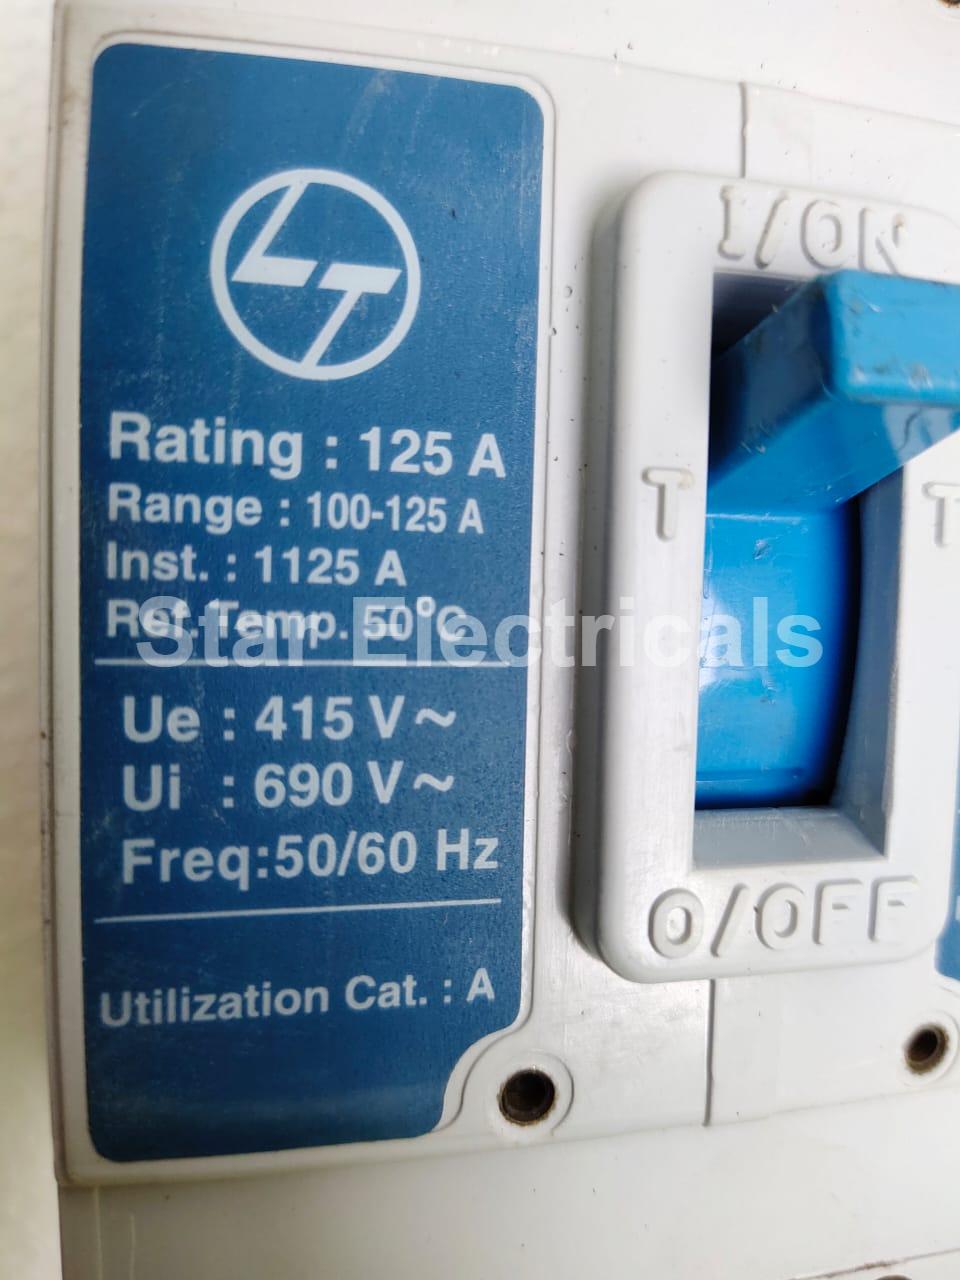 LT
Rating : 125 A
Range : 100-125 A
Inst. : 1125 A
Ref. Temp. 50°C
Star Electricals
Ue : 415 V~
Ui : 690 V~
Freq:50/60 Hz
Utilization Cat. : A
I/ON
T
T
O/OFF